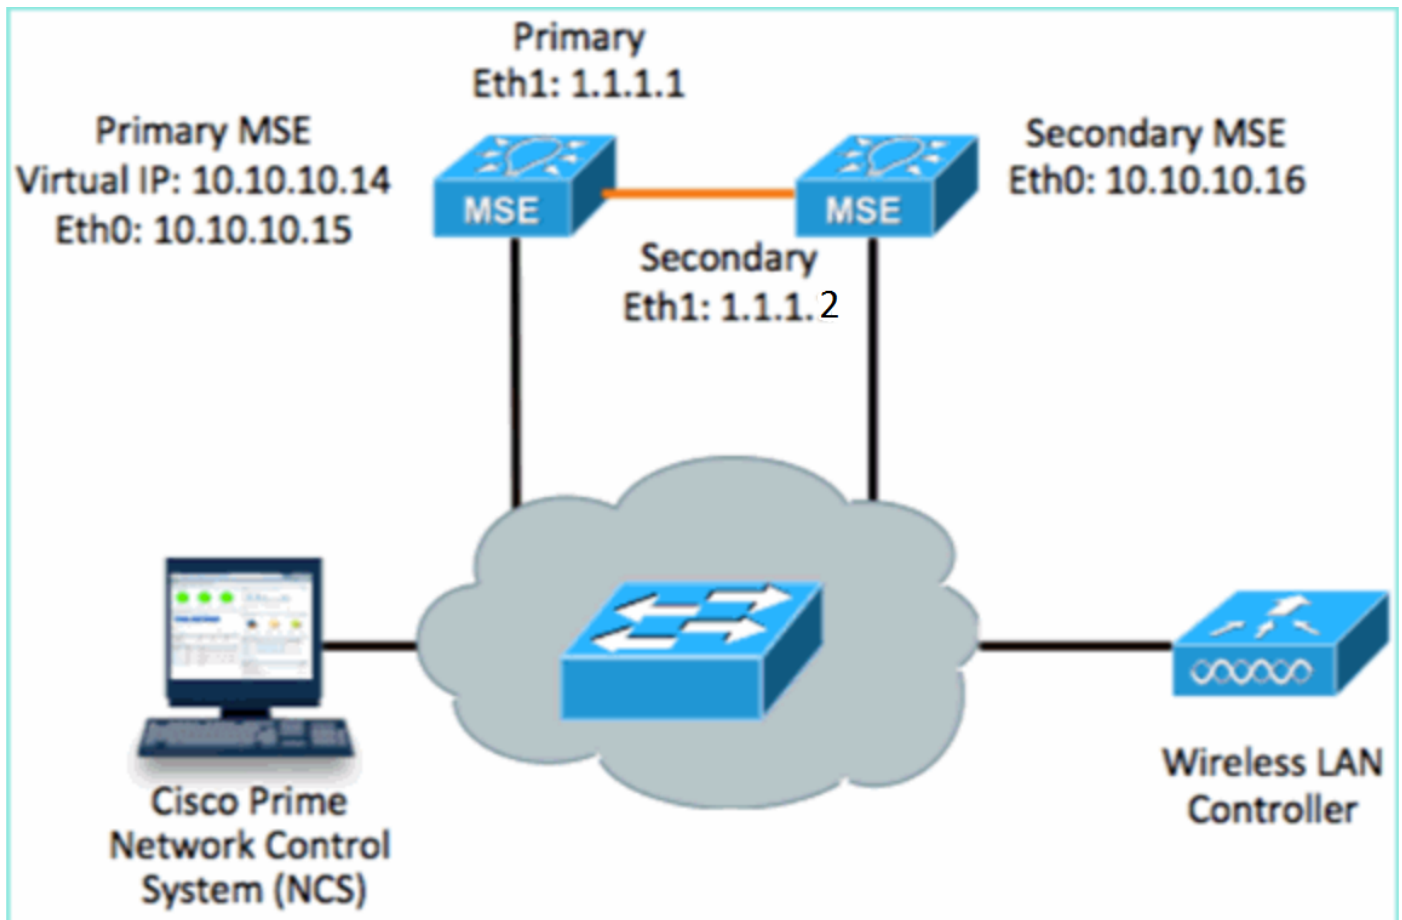 Primary
Eth1: 1.1.1.1
Primary MSE
Virtual IP: 10.10.10.14
Eth0: 10.10.10.15
MSE
MSE
Secondary MSE
Eth0: 10.10.10.16
Secondary
Eth1: 1.1.1.2
Cisco Prime
Network Control
System (NCS)
Wireless LAN
Controller